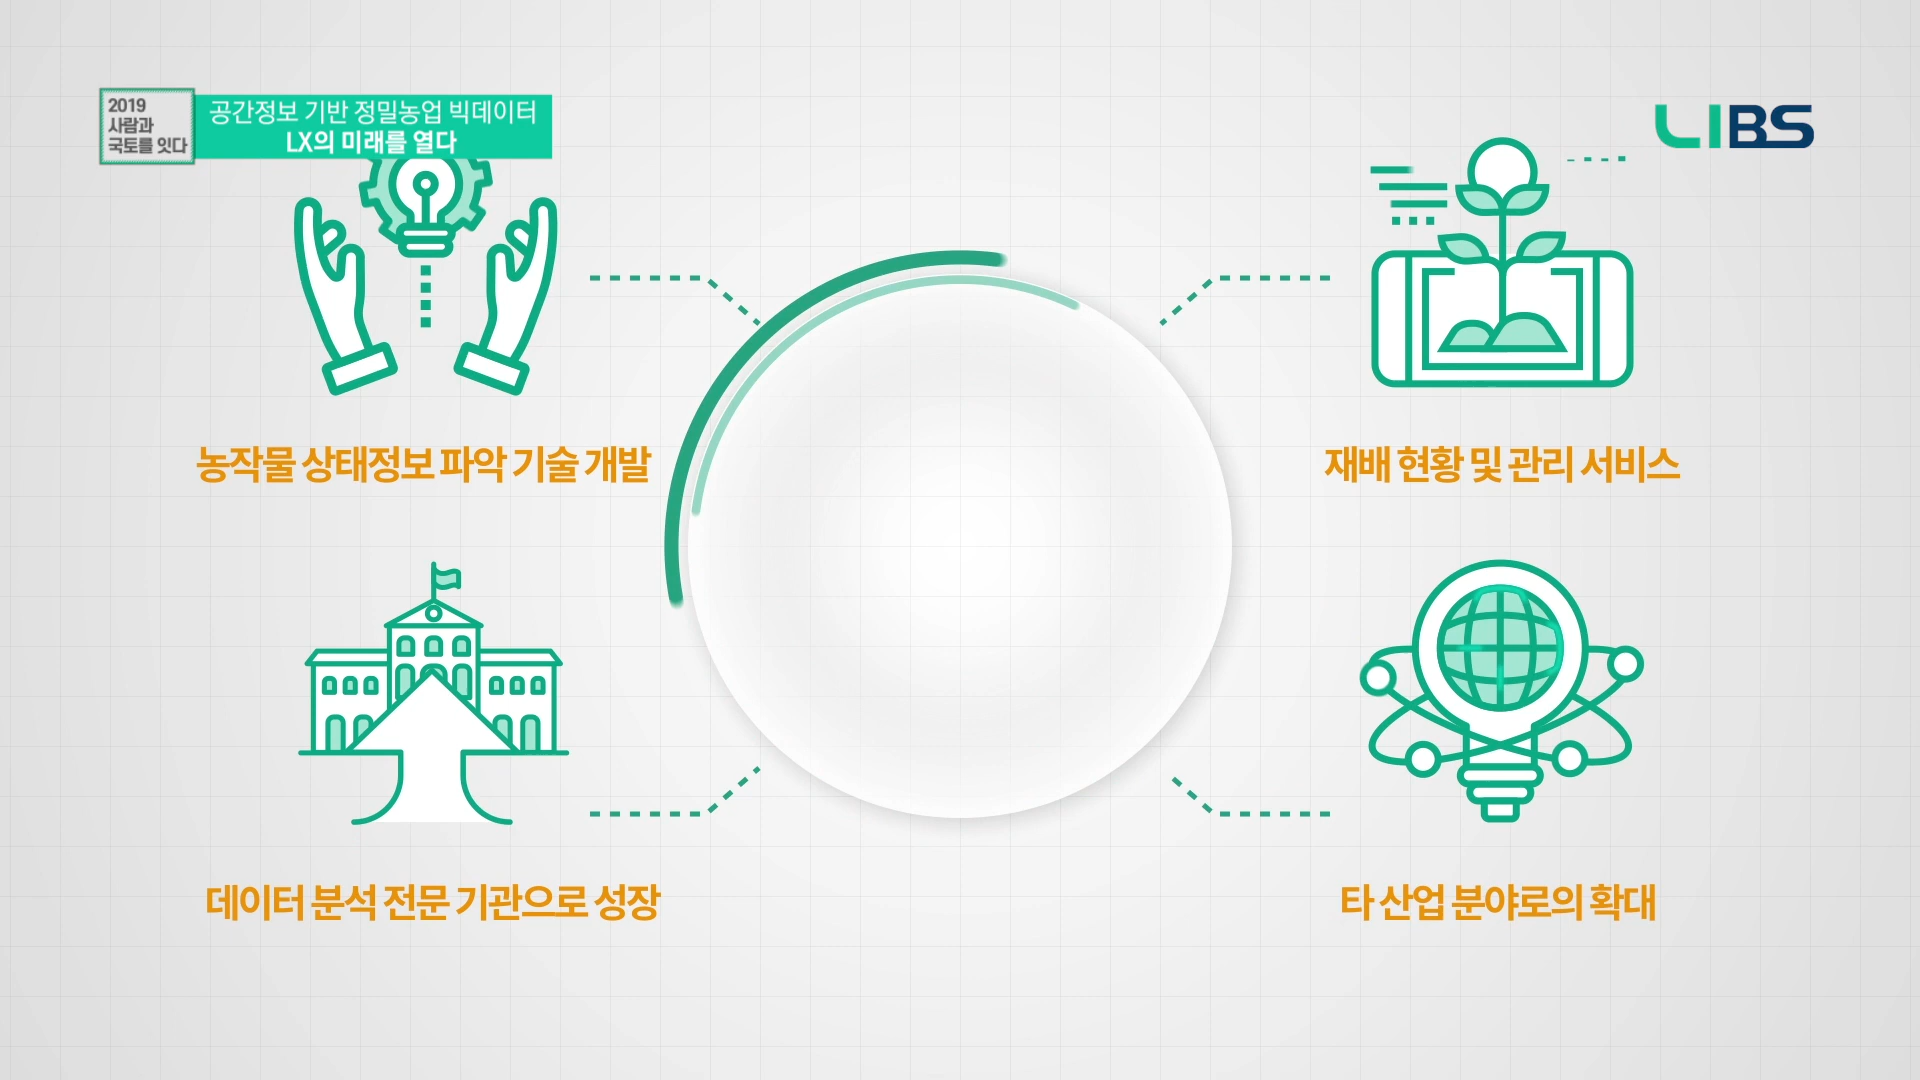 2019
사람과
국토를 잇다
공간정보 기반 정밀농업 빅데이터
LX의 미래를 열다
LIBS
농작물 상태정보 파악 기술 개발
재배 현황 및 관리 서비스
데이터 분석 전문 기관으로 성장
타 산업 분야로의 확대